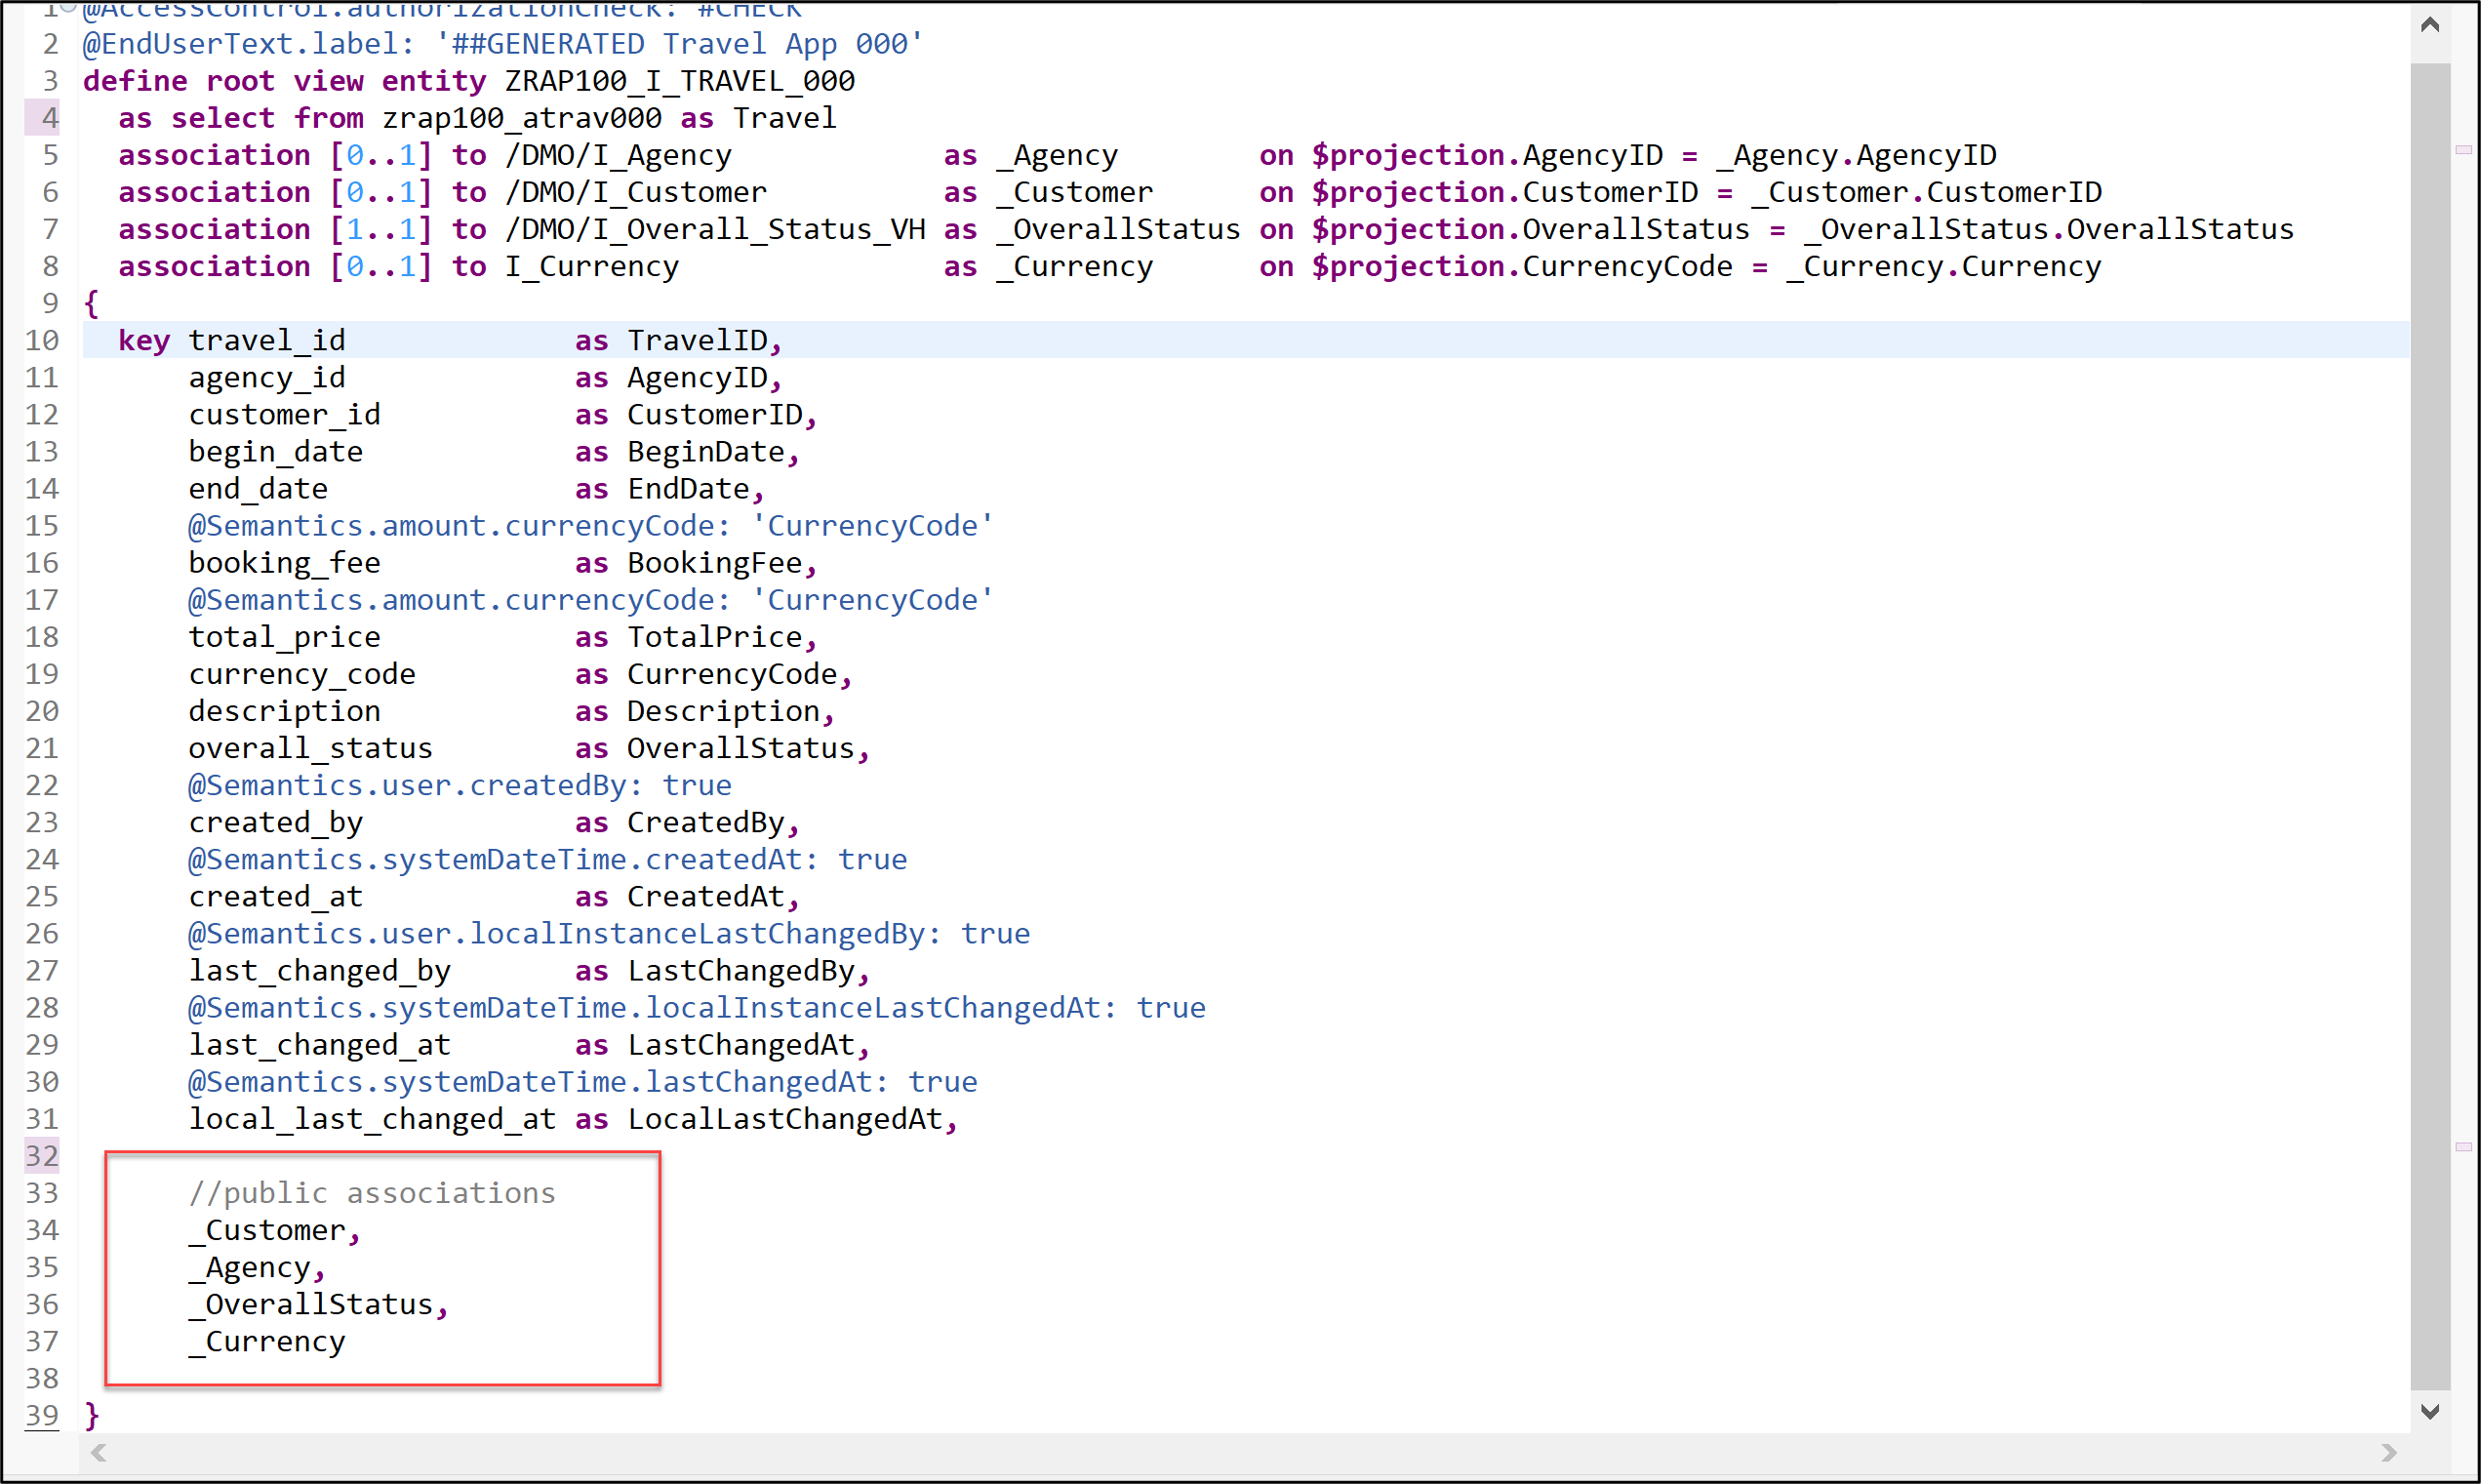 1 @AccessControl.authorizationCheck: #CHECK
2 @EndUserText.label: '##GENERATED Travel App 000'
3 define root view entity ZRAP100_I_TRAVEL_000
4   as select from zrap100_atrav000 as Travel
5   association [0..1] to /DMO/I_Agency            as _Agency        on $projection.AgencyID = _Agency.AgencyID
6   association [0..1] to /DMO/I_Customer          as _Customer      on $projection.CustomerID = _Customer.CustomerID
7   association [1..1] to /DMO/I_Overall_Status_VH as _OverallStatus on $projection.OverallStatus = _OverallStatus.OverallStatus
8   association [0..1] to I_Currency               as _Currency      on $projection.CurrencyCode = _Currency.Currency
9 {
10   key travel_id             as TravelID,
11       agency_id             as AgencyID,
12       customer_id           as CustomerID,
13       begin_date            as BeginDate,
14       end_date              as EndDate,
15       @Semantics.amount.currencyCode: 'CurrencyCode'
16       booking_fee           as BookingFee,
17       @Semantics.amount.currencyCode: 'CurrencyCode'
18       total_price           as TotalPrice,
19       currency_code         as CurrencyCode,
20       description           as Description,
21       overall_status        as OverallStatus,
22       @Semantics.user.createdBy: true
23       created_by            as CreatedBy,
24       @Semantics.systemDateTime.createdAt: true
25       created_at            as CreatedAt,
26       @Semantics.user.localInstanceLastChangedBy: true
27       last_changed_by       as LastChangedBy,
28       @Semantics.systemDateTime.localInstanceLastChangedAt: true
29       last_changed_at       as LastChangedAt,
30       @Semantics.systemDateTime.lastChangedAt: true
31       local_last_changed_at as LocalLastChangedAt,
32
33       //public associations
34       _Customer,
35       _Agency,
36       _OverallStatus,
37       _Currency
38
39 }